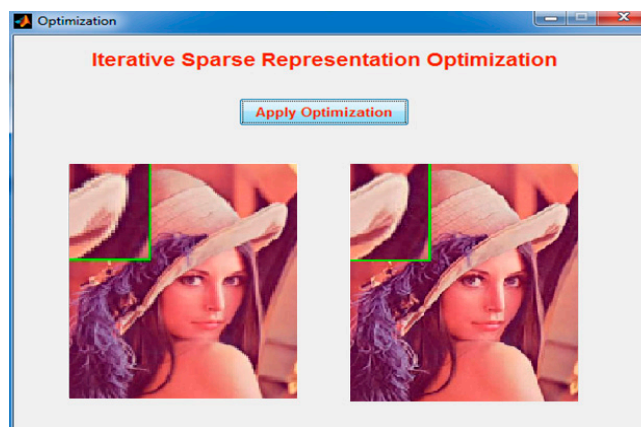 Optimization
Iterative Sparse Representation Optimization
Apply Optimization